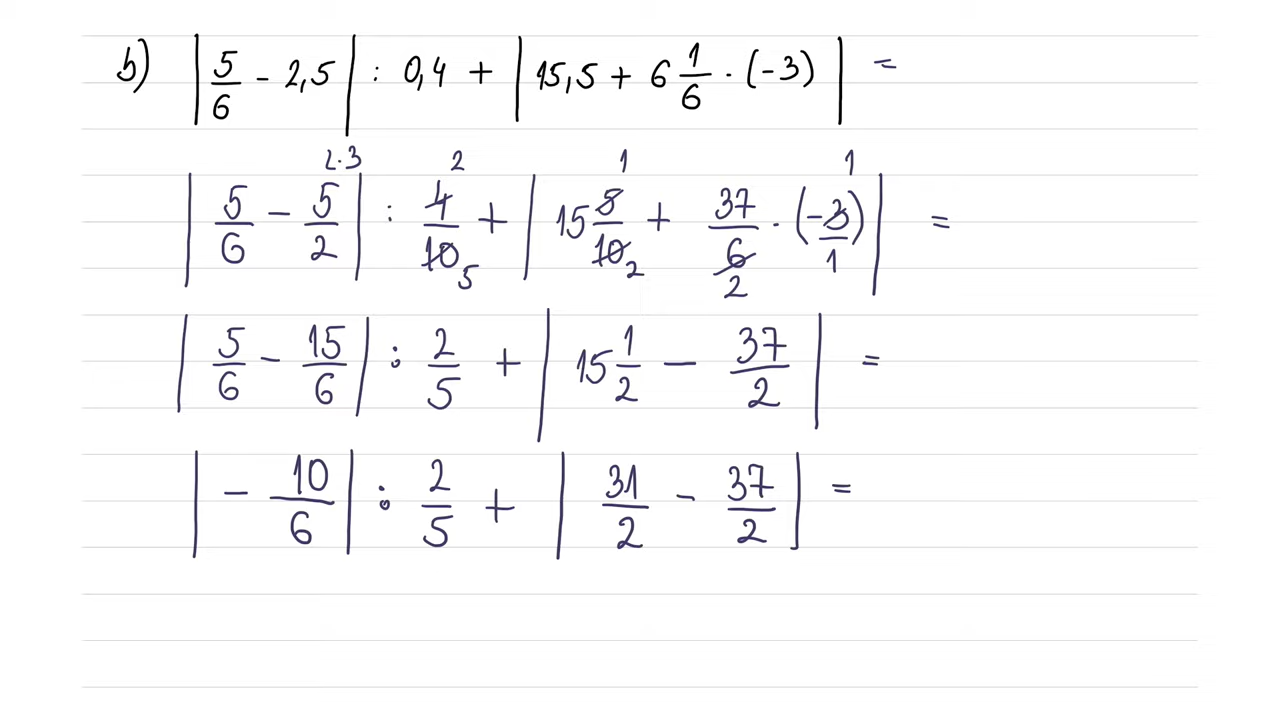 b) |5/6 - 2,5| : 0,4 + |15,5 + 6 1/6 · (-3)| =
2·3 2 1 1
|5/6 - 5/2| : 4/10 5 + |15 5/10 2 + 37/6 2 · (-3/1)| =
|5/6 - 15/6| : 2/5 + |15 1/2 - 37/2| =
|- 10/6| : 2/5 + |31/2 - 37/2| =